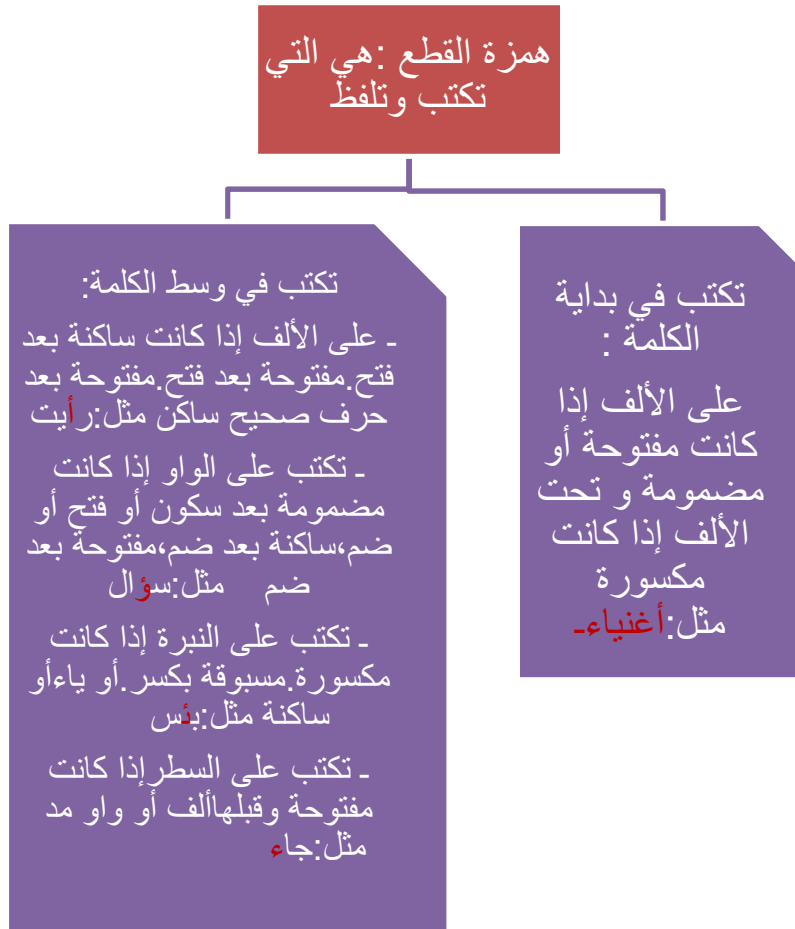 همزة القطع :هي التي
تكتب وتلفظ
تكتب في بداية
الكلمة :
على الألف إذا
كانت مفتوحة أو
مضمومة و تحت
الألف إذا كانت
مكسورة
مثل:أغنياءـ
تكتب في وسط الكلمة:
ـ على الألف إذا كانت ساكنة بعد
فتح.مفتوحة بعد فتح.مفتوحة بعد
حرف صحيح ساكن مثل:رأيت
ـ تكتب على الواو إذا كانت
مضمومة بعد سكون أو فتح أو
ضم،ساكنة بعد ضم،مفتوحة بعد
ضم مثل:سؤال
ـ تكتب على النبرة إذا كانت
مكسورة.مسبوقة بكسر.أو ياءأو
ساكنة مثل:بئس
ـ تكتب على السطرإذا كانت
مفتوحة وقبلهاألف أو واو مد
مثل:جاء